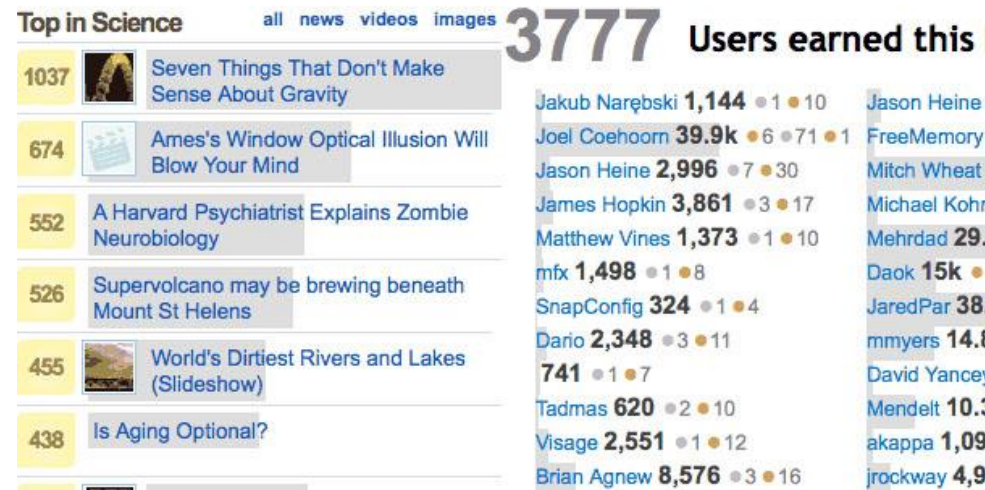 Top in Science
all news videos images
1037
Seven Things That Don't Make
Sense About Gravity
674
Ames's Window Optical Illusion Will
Blow Your Mind
552
A Harvard Psychiatrist Explains Zombie
Neurobiology
526
Supervolcano may be brewing beneath
Mount St Helens
455
World's Dirtiest Rivers and Lakes
(Slideshow)
438
Is Aging Optional?
3777 Users earned this
Jakub Narębski 1,144 1 10
Joel Coehoorn 39.9k 6 71 1
Jason Heine 2,996 7 30
James Hopkin 3,861 3 17
Matthew Vines 1,373 1 10
mfx 1,498 1 8
SnapConfig 324 1 4
Dario 2,348 3 11
741 1 7
Tadmas 620 2 10
Visage 2,551 1 12
Brian Agnew 8,576 3 16
Jason Heine
FreeMemory
Mitch Wheat
Michael
Mehrdad 29.
Daok 15k
JaredPar 38
mmyers 14.8
David Yancey
Mendelt 10.3
akappa 1,09
jrockway 4,9